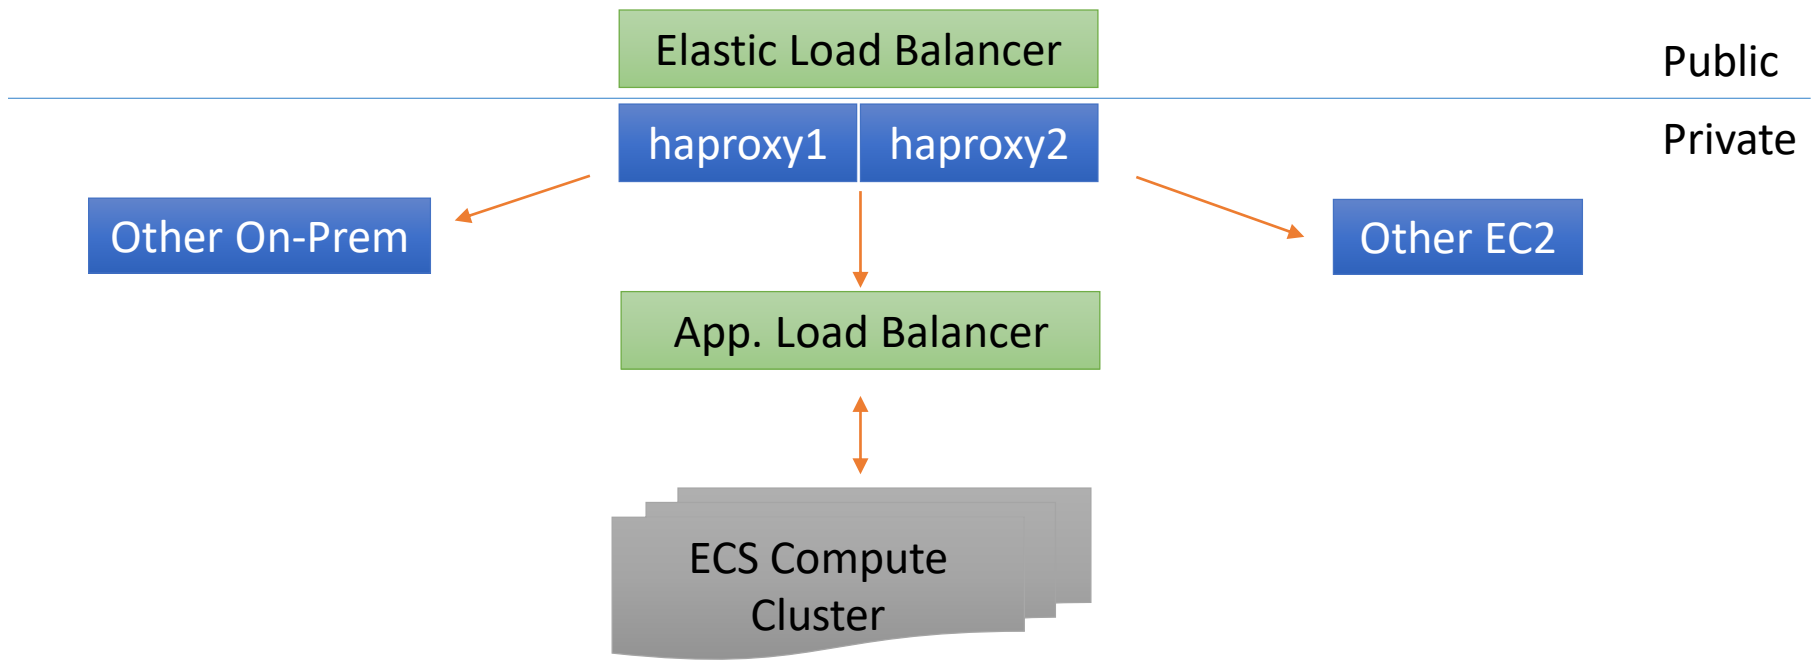 Elastic Load Balancer
Public
haproxy1
haproxy2
Private
Other On-Prem
Other EC2
App. Load Balancer
ECS Compute
Cluster